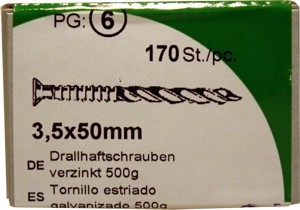 PG: 6
170 St./pc.
3,5x50mm
DE Drallhaftschrauben
verzinkt 500g
ES Tornillo estriado
galvanizado 500g